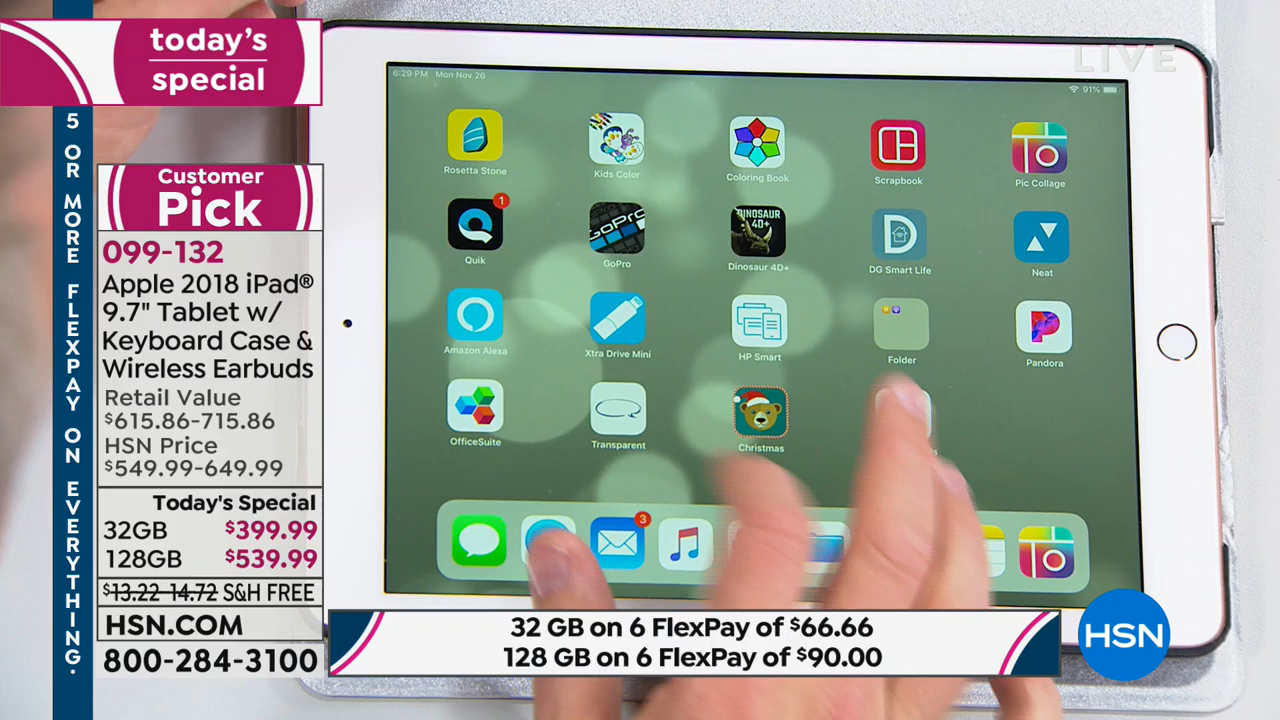 today's
special
5 OR MORE FLEXPAY ON EVERYTHING.
Customer
Pick
099-132
Apple 2018 iPad®
9.7" Tablet w/
Keyboard Case &
Wireless Earbuds
Retail Value
$615.86-715.86
HSN Price
$549.99-649.99
Today's Special
32GB $399.99
128GB $539.99
$13.22-14.72 S&H FREE
HSN.COM
800-284-3100
LIVE
6:29 PM Mon Nov 26
91%
Rosetta Stone
Kids Color
Coloring Book
Scrapbook
Pic Collage
1
Quik
GoPro
GoPro
DINOSAUR
4D+
Dinosaur 4D+
D
DG Smart Life
Neat
Amazon Alexa
Xtra Drive Mini
HP Smart
Folder
Pandora
OfficeSuite
Transparent
Christmas
3
32 GB on 6 FlexPay of $66.66
128 GB on 6 FlexPay of $90.00
HSN